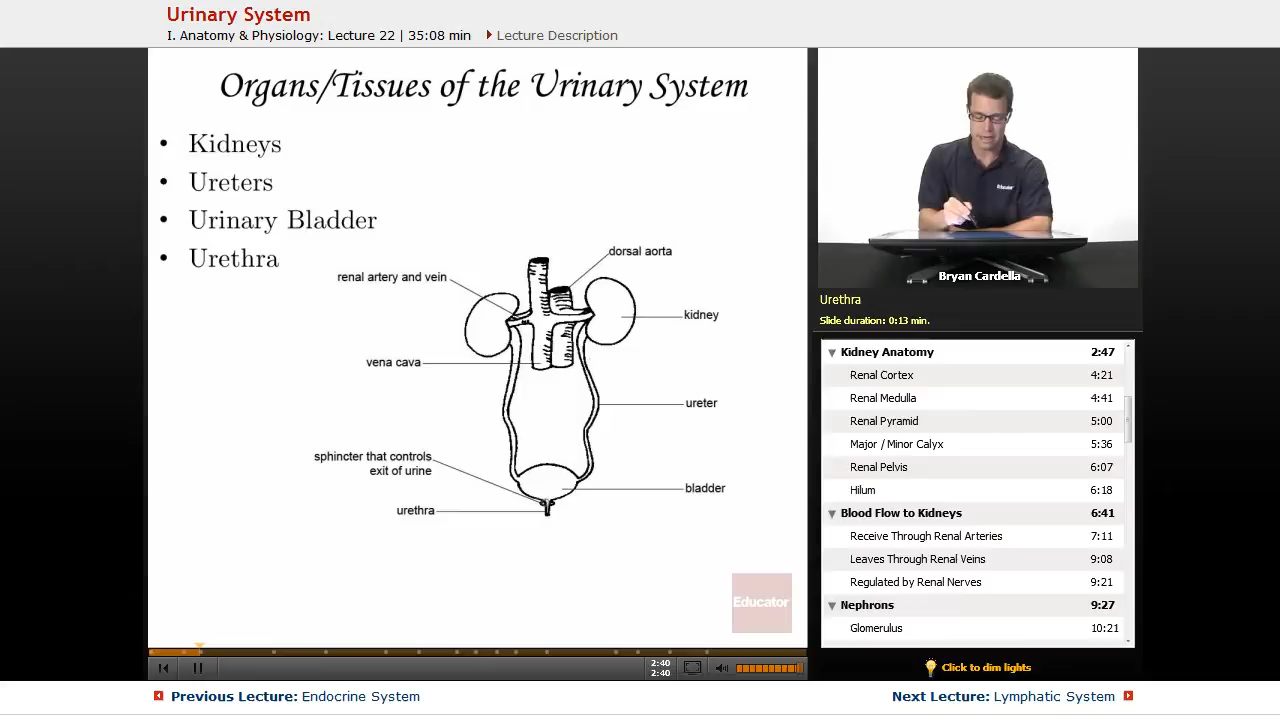 Urinary System
I. Anatomy & Physiology: Lecture 22 | 35:08 min
Lecture Description
Organs/Tissues of the Urinary System
• Kidneys
• Ureters
• Urinary Bladder
• Urethra
dorsal aorta
renal artery and vein
kidney
vena cava
ureter
sphincter that controls
exit of urine
bladder
urethra
Educator
2:40
2:40
Educator
Bryan Cardella
Urethra
Slide duration: 0:13 min.
Kidney Anatomy 2:47
Renal Cortex 4:21
Renal Medulla 4:41
Renal Pyramid 5:00
Major / Minor Calyx 5:36
Renal Pelvis 6:07
Hilum 6:18
Blood Flow to Kidneys 6:41
Receive Through Renal Arteries 7:11
Leaves Through Renal Veins 9:08
Regulated by Renal Nerves 9:21
Nephrons 9:27
Glomerulus 10:21
Click to dim lights
Previous Lecture: Endocrine System
Next Lecture: Lymphatic System